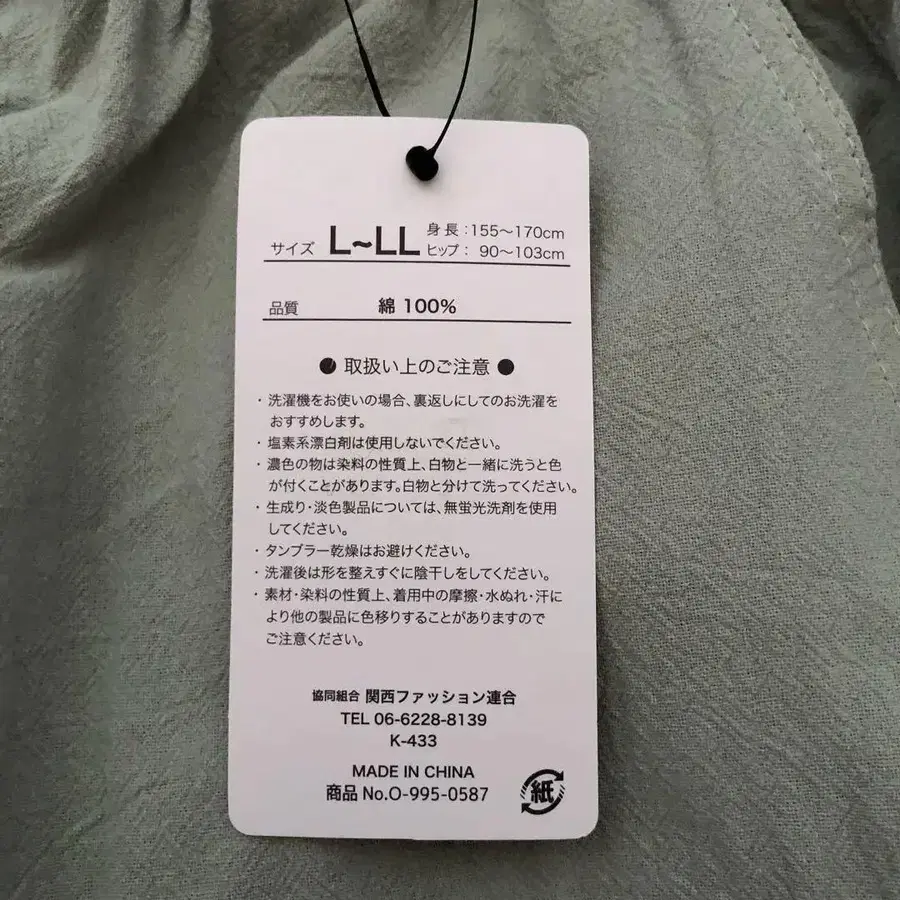 サイズ L~LL 身長:155~170cm
ヒップ: 90~103cm
品質 綿 100%
● 取扱い上のご注意 ●
・洗濯機をお使いの場合、裏返しにしてのお洗濯を
おすすめします。
・塩素系漂白剤は使用しないでください。
・濃色の物は染料の性質上、白物と一緒に洗うと色
が付くことがあります。白物と分けて洗ってください。
・生成り・淡色製品については、無蛍光洗剤を使用
してください。
・タンブラー乾燥はお避けください。
・洗濯後は形を整えすぐに陰干しをしてください。
・素材・染料の性質上、着用中の摩擦・水ぬれ・汗に
より他の製品に色移りすることがありますので
ご注意ください。
協同組合 関西ファッション連合
TEL 06-6228-8139
K-433
MADE IN CHINA
商品 No.O-995-0587
紙